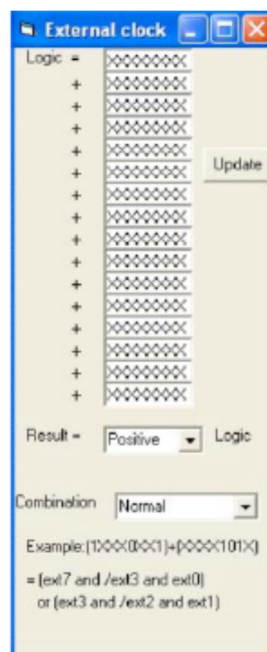 External clock
Logic = XXXXXXXX
+ XXXXXXXX
+ XXXXXXXX
+ XXXXXXXX
+ XXXXXXXX
+ XXXXXXXX
Update
+ XXXXXXXX
+ XXXXXXXX
+ XXXXXXXX
+ XXXXXXXX
+ XXXXXXXX
+ XXXXXXXX
+ XXXXXXXX
+ XXXXXXXX
+ XXXXXXXX
+ XXXXXXXX
Result = Positive Logic
Combination Normal
Example:(1XXX0XX1)+(XXXX101X)
= (ext7 and /ext3 and ext0)
or (ext3 and /ext2 and ext1)